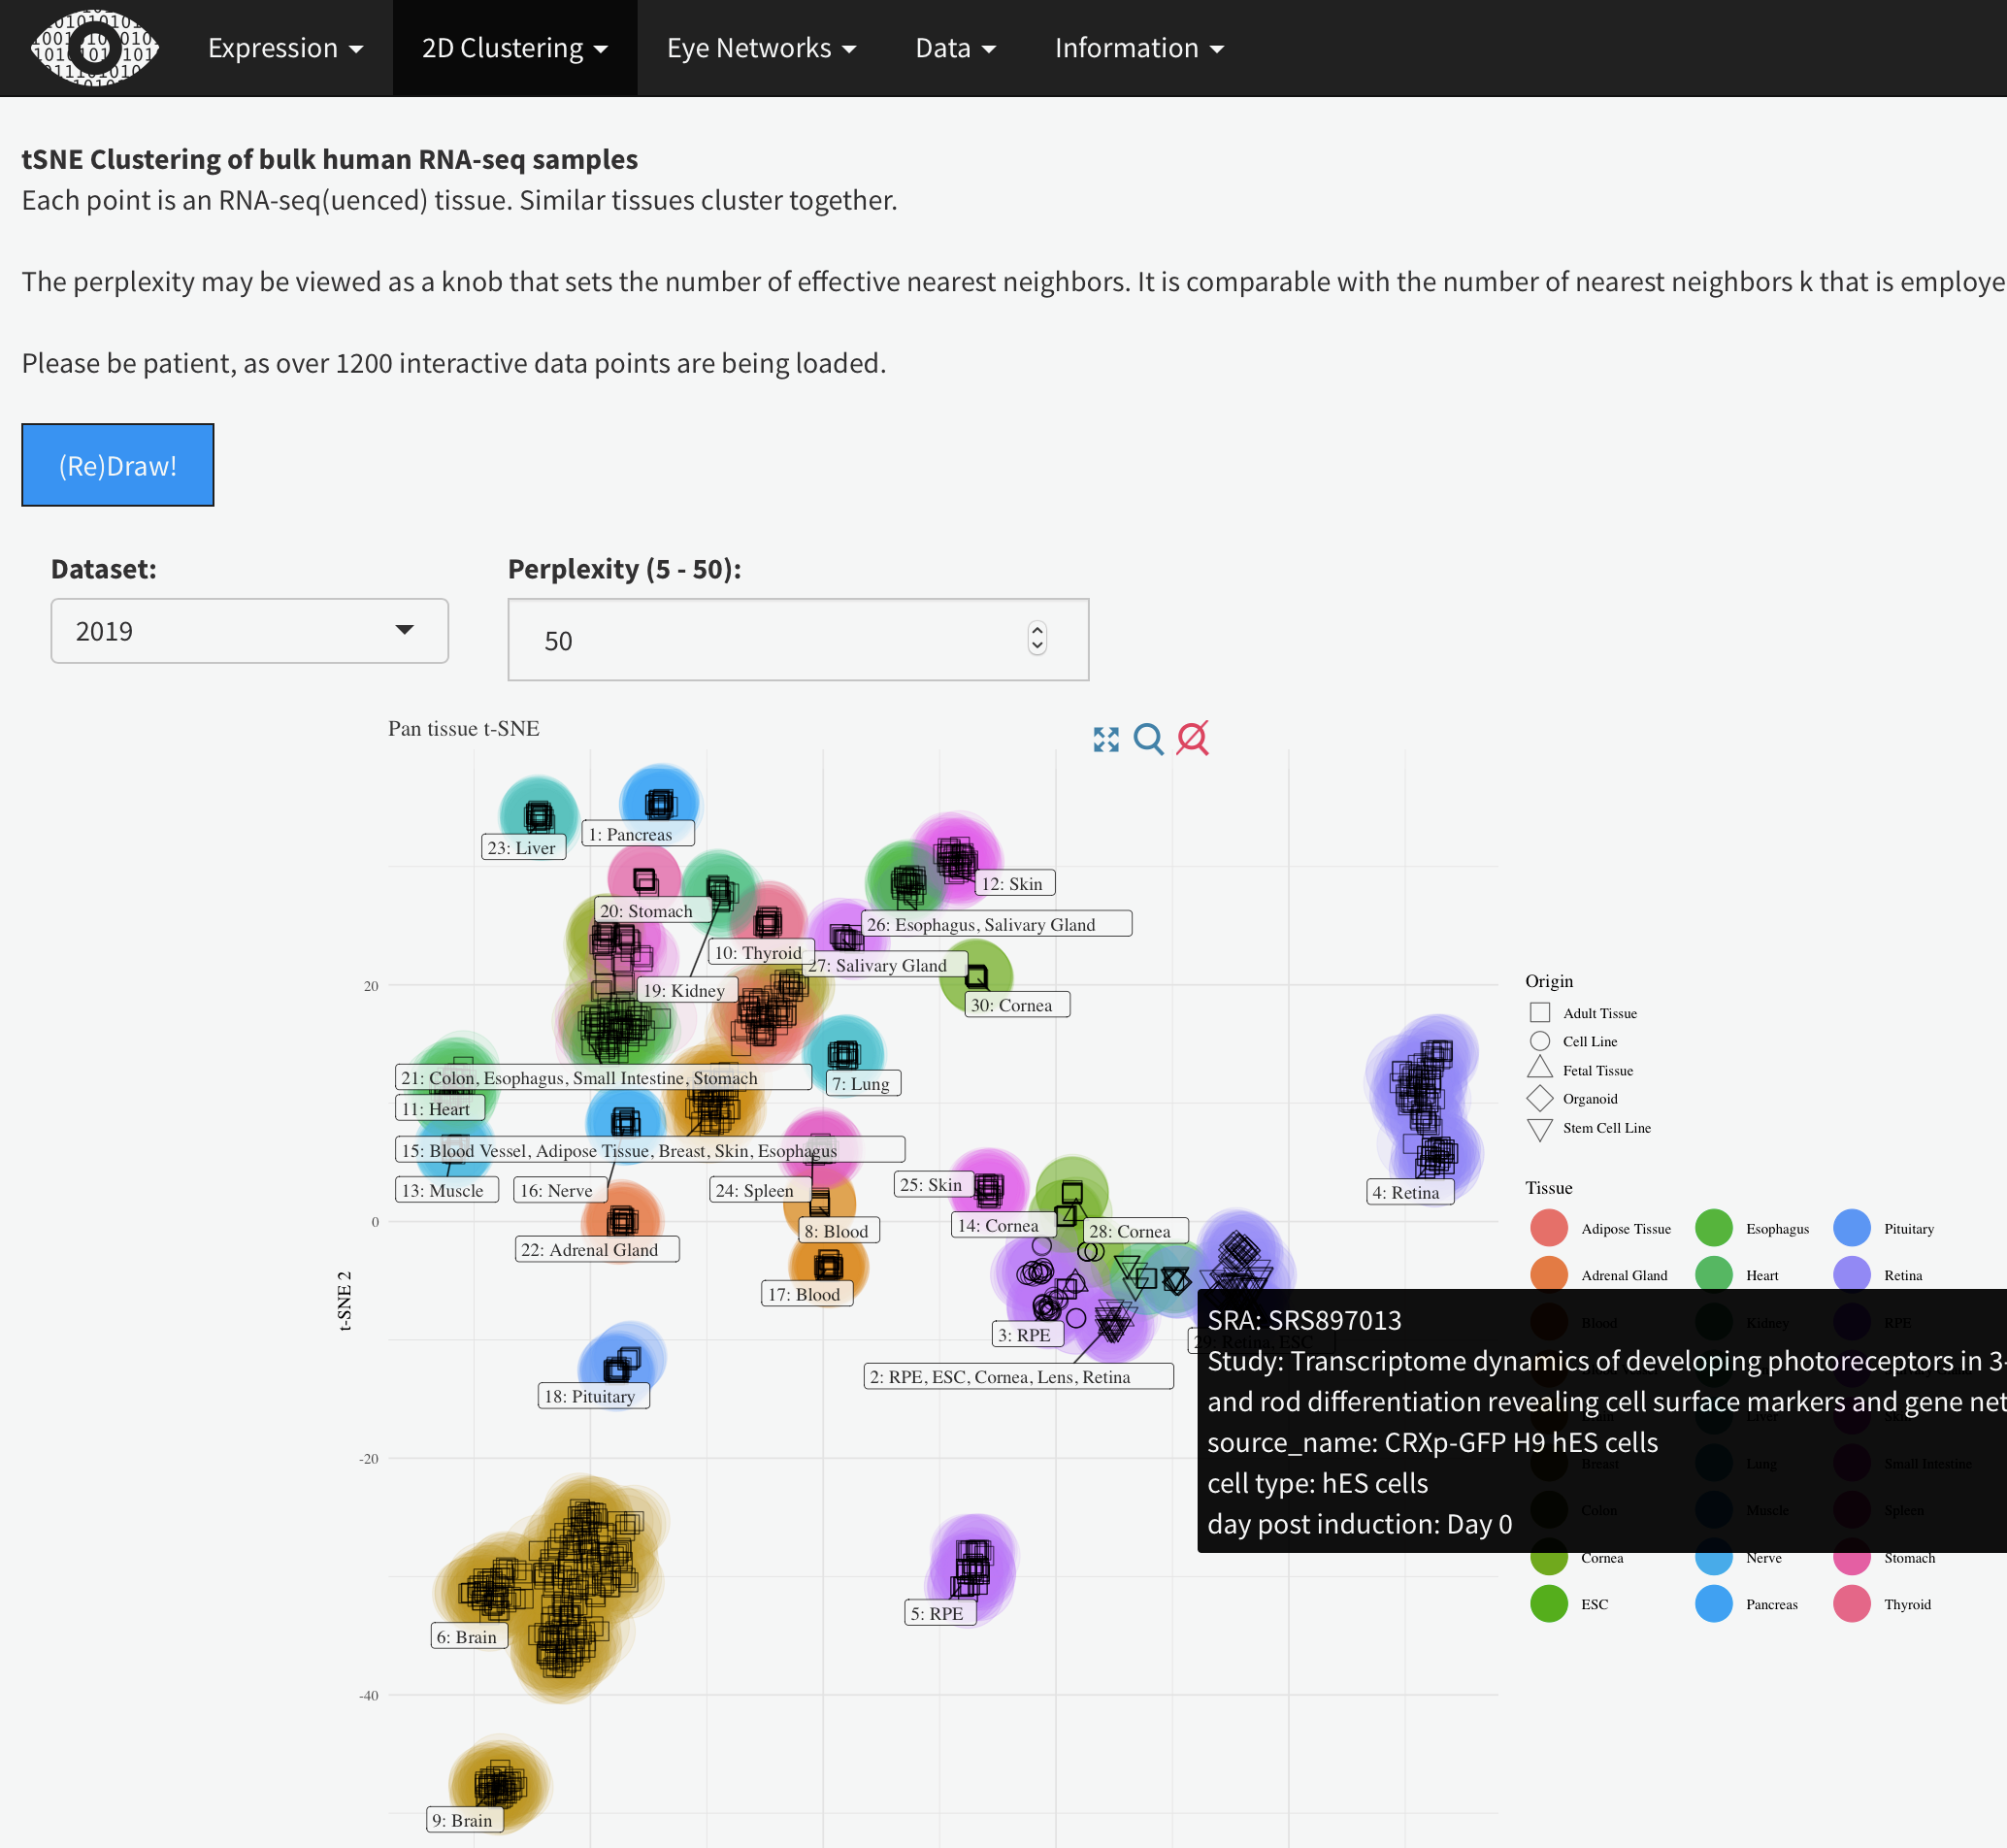 Expression
2D Clustering
Eye Networks
Data
Information
tSNE Clustering of bulk human RNA-seq samples
Each point is an RNA-seq(uenced) tissue. Similar tissues cluster together.
The perplexity may be viewed as a knob that sets the number of effective nearest neighbors. It is comparable with the number of nearest neighbors k that is employe
Please be patient, as over 1200 interactive data points are being loaded.
(Re)Draw!
Dataset:
Perplexity (5 - 50):
2019
50
Pan tissue t-SNE
1: Pancreas
23: Liver
12: Skin
20: Stomach
26: Esophagus, Salivary Gland
10: Thyroid
27: Salivary Gland
19: Kidney
30: Cornea
21: Colon, Esophagus, Small Intestine, Stomach
7: Lung
11: Heart
15: Blood Vessel, Adipose Tissue, Breast, Skin, Esophagus
13: Muscle
16: Nerve
24: Spleen
25: Skin
4: Retina
14: Cornea
28: Cornea
8: Blood
22: Adrenal Gland
17: Blood
3: RPE
29: Retina, ESC
2: RPE, ESC, Cornea, Lens, Retina
18: Pituitary
5: RPE
6: Brain
9: Brain
20
0
-20
-40
t-SNE 2
Origin
Adult Tissue
Cell Line
Fetal Tissue
Organoid
Stem Cell Line
Tissue
Adipose Tissue
Esophagus
Pituitary
Adrenal Gland
Heart
Retina
Blood
Kidney
RPE
Liver
Breast
Lung
Small Intestine
Colon
Muscle
Spleen
Cornea
Nerve
Stomach
ESC
Pancreas
Thyroid
SRA: SRS897013
Study: Transcriptome dynamics of developing photoreceptors in 3-
and rod differentiation revealing cell surface markers and gene net
source_name: CRXp-GFP H9 hES cells
cell type: hES cells
day post induction: Day 0